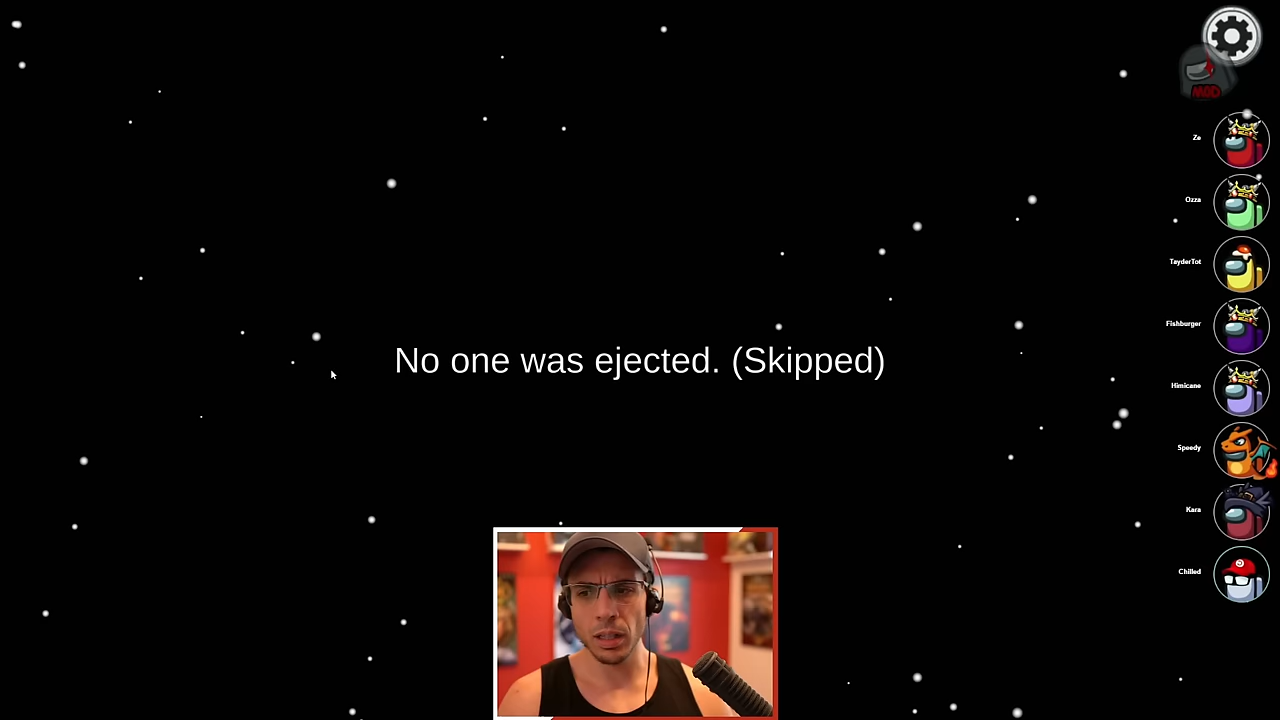 MOD
Ze
Ozza
TayderTot
Fishburger
Himicane
Speedy
Kara
Chilled
No one was ejected. (Skipped)